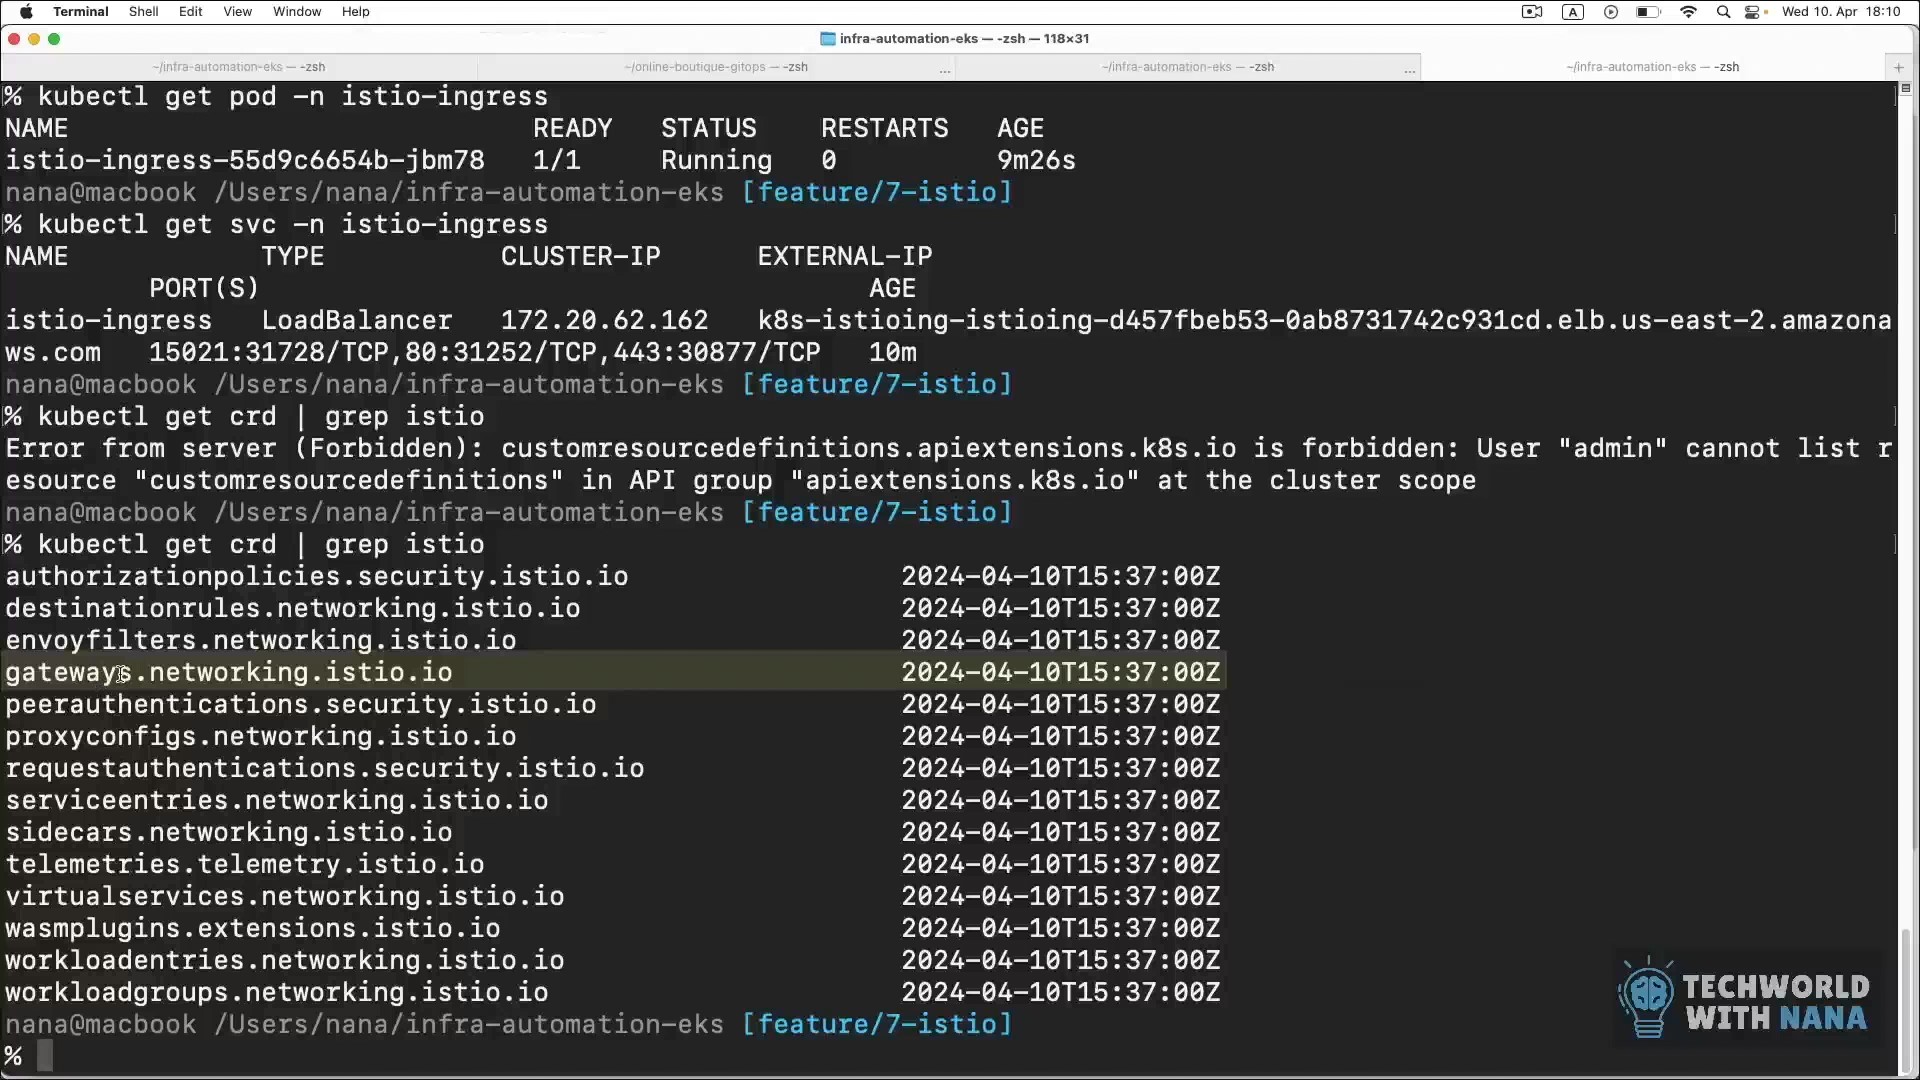 Terminal Shell Edit View Window Help A Wed 10. Apr 18:10
infra-automation-eks — -zsh — 118×31
~/infra-automation-eks — -zsh ~/online-boutique-gitops — -zsh ... ~/infra-automation-eks — -zsh ... ~/infra-automation-eks — -zsh +
% kubectl get pod -n istio-ingress
NAME READY STATUS RESTARTS AGE
istio-ingress-55d9c6654b-jbm78 1/1 Running 0 9m26s
nana@macbook /Users/nana/infra-automation-eks [feature/7-istio]
% kubectl get svc -n istio-ingress
NAME TYPE CLUSTER-IP EXTERNAL-IP
PORT(S) AGE
istio-ingress LoadBalancer 172.20.62.162 k8s-istioing-istioing-d457fbeb53-0ab8731742c931cd.elb.us-east-2.amazona
ws.com 15021:31728/TCP,80:31252/TCP,443:30877/TCP 10m
nana@macbook /Users/nana/infra-automation-eks [feature/7-istio]
% kubectl get crd | grep istio
Error from server (Forbidden): customresourcedefinitions.apiextensions.k8s.io is forbidden: User "admin" cannot list r
esource "customresourcedefinitions" in API group "apiextensions.k8s.io" at the cluster scope
nana@macbook /Users/nana/infra-automation-eks [feature/7-istio]
% kubectl get crd | grep istio
authorizationpolicies.security.istio.io 2024-04-10T15:37:00Z
destinationrules.networking.istio.io 2024-04-10T15:37:00Z
envoyfilters.networking.istio.io 2024-04-10T15:37:00Z
gateways.networking.istio.io 2024-04-10T15:37:00Z
peerauthentications.security.istio.io 2024-04-10T15:37:00Z
proxyconfigs.networking.istio.io 2024-04-10T15:37:00Z
requestauthentications.security.istio.io 2024-04-10T15:37:00Z
serviceentries.networking.istio.io 2024-04-10T15:37:00Z
sidecars.networking.istio.io 2024-04-10T15:37:00Z
telemetries.telemetry.istio.io 2024-04-10T15:37:00Z
virtualservices.networking.istio.io 2024-04-10T15:37:00Z
wasmplugins.extensions.istio.io 2024-04-10T15:37:00Z
workloadentries.networking.istio.io 2024-04-10T15:37:00Z
workloadgroups.networking.istio.io 2024-04-10T15:37:00Z
nana@macbook /Users/nana/infra-automation-eks [feature/7-istio]
%
TECHWORLD
WITH NANA